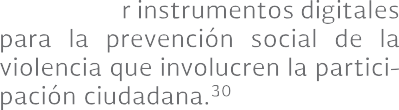 r instrumentos digitales
para la prevención social de la
violencia que involucren la partici-
pación ciudadana.³⁰